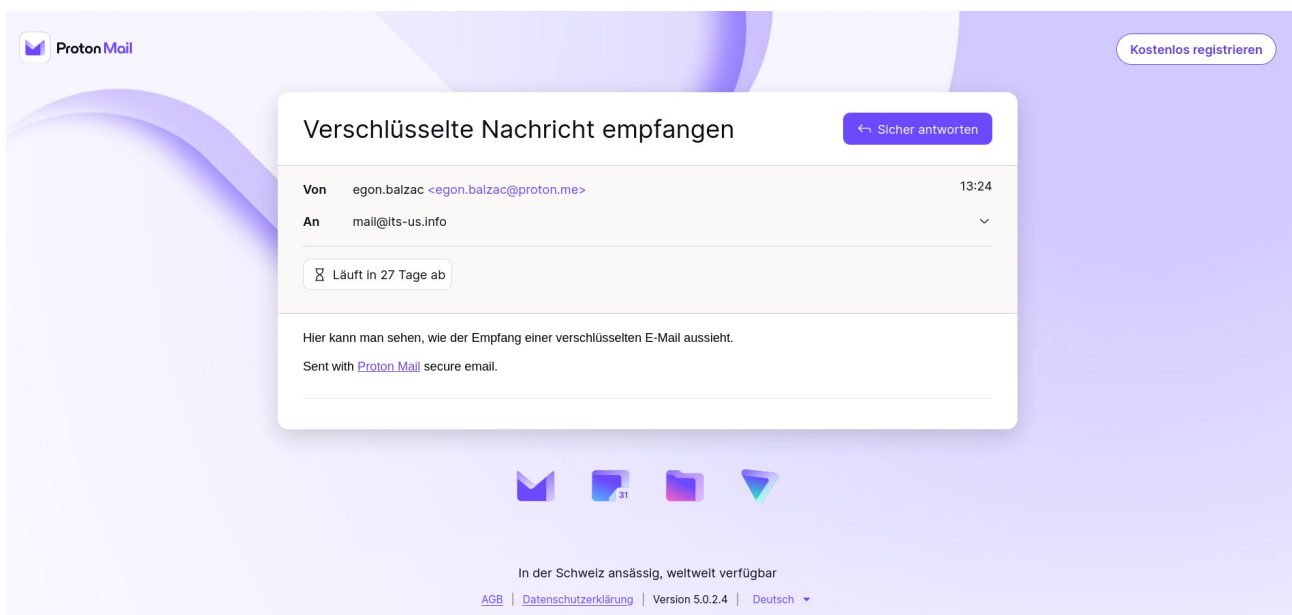 Proton Mail
Kostenlos registrieren
Verschlüsselte Nachricht empfangen
Sicher antworten
Von egon.balzac <egon.balzac@proton.me> 13:24
An mail@its-us.info
Läuft in 27 Tage ab
Hier kann man sehen, wie der Empfang einer verschlüsselten E-Mail aussieht.
Sent with Proton Mail secure email.
31
In der Schweiz ansässig, weltweit verfügbar
AGB | Datenschutzerklärung | Version 5.0.2.4 | Deutsch